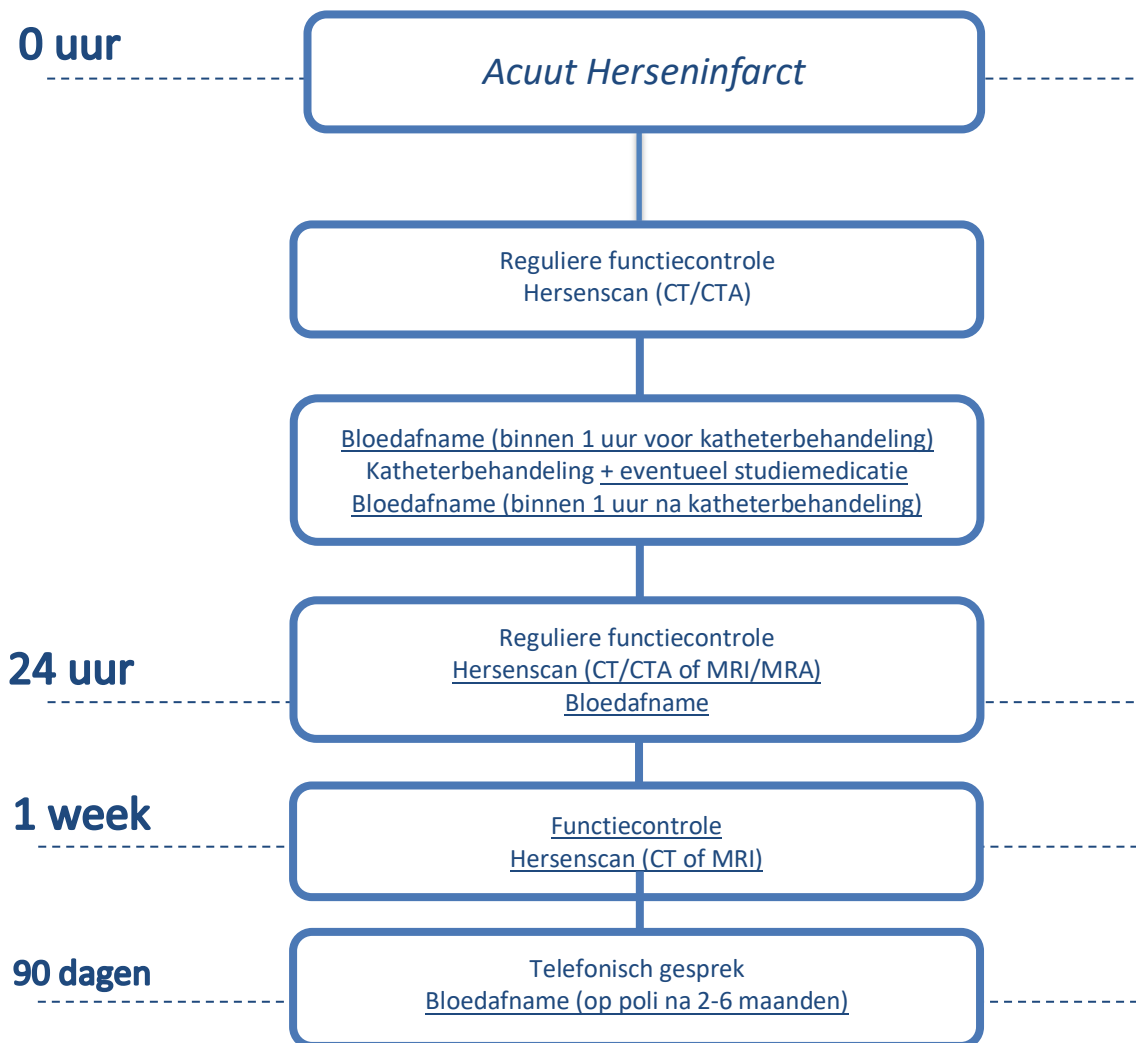 0 uur
Acuut Herseninfarct
Reguliere functiecontrole
Hersenscan (CT/CTA)
Bloedafname (binnen 1 uur voor katheterbehandeling)
Katheterbehandeling + eventueel studiemedicatie
Bloedafname (binnen 1 uur na katheterbehandeling)
24 uur
Reguliere functiecontrole
Hersenscan (CT/CTA of MRI/MRA)
Bloedafname
1 week
Functiecontrole
Hersenscan (CT of MRI)
90 dagen
Telefonisch gesprek
Bloedafname (op poli na 2-6 maanden)